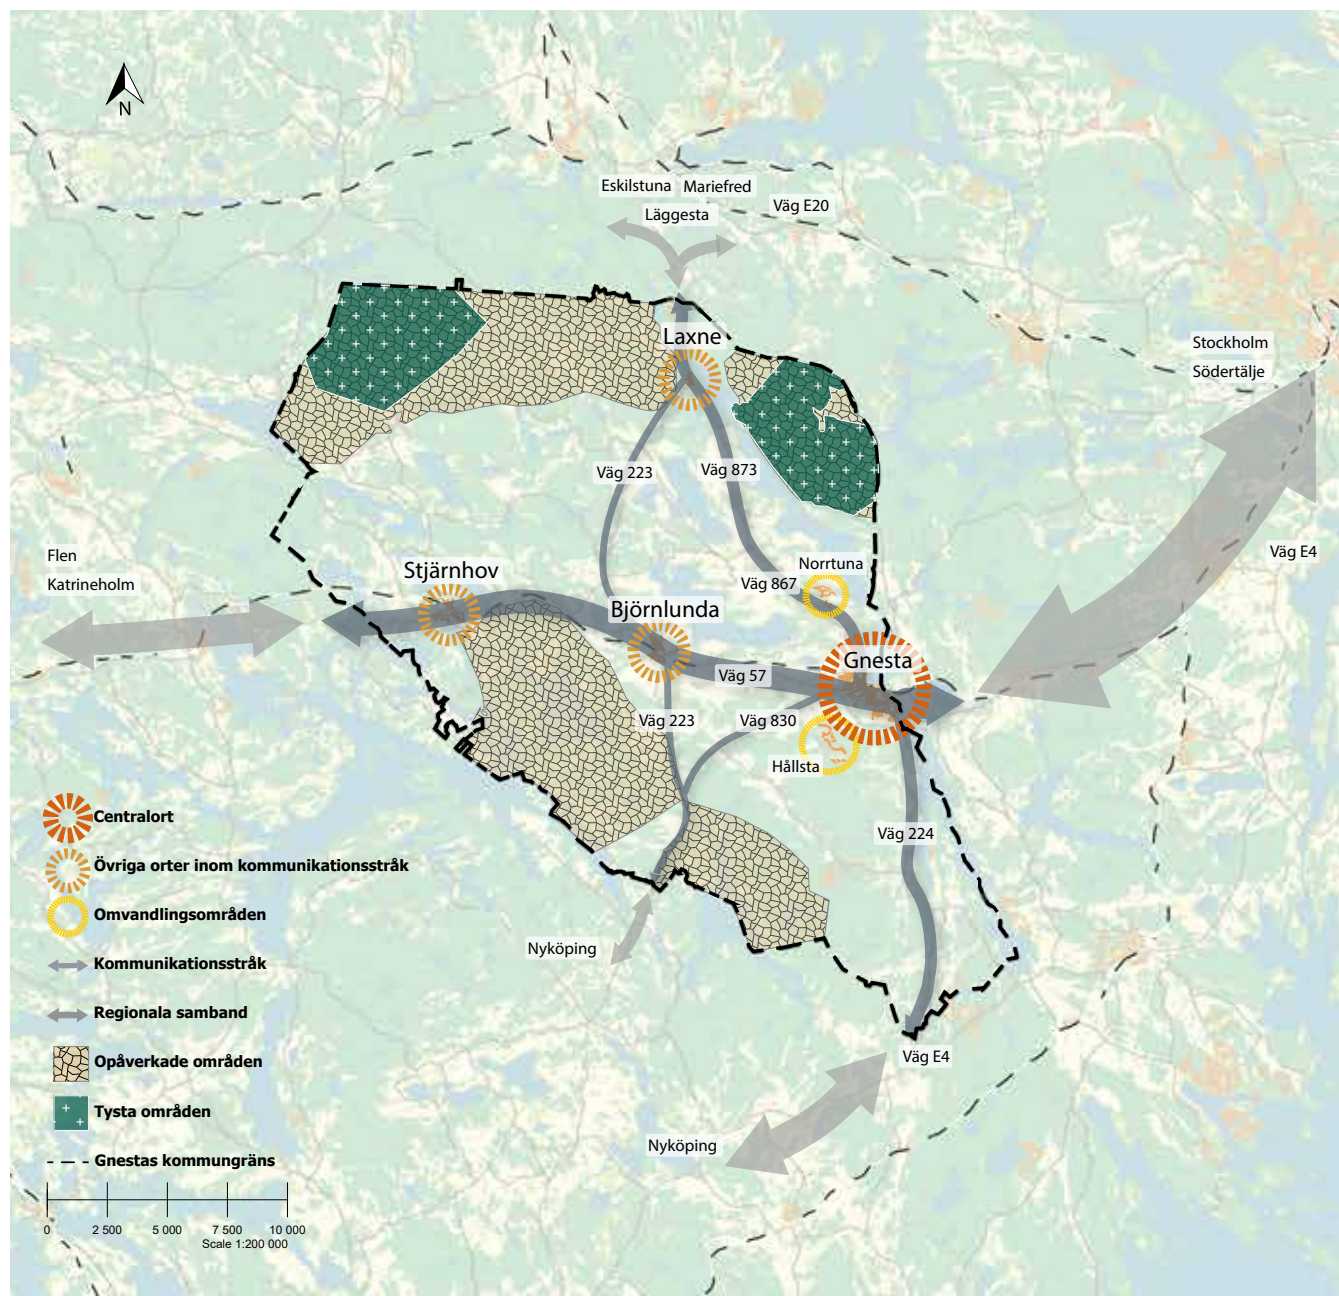 N
Eskilstuna Mariefred
Läggesta
Väg E20
Stockholm
Södertälje
Laxne
Väg 223
Väg 873
Väg E4
Flen
Katrineholm
Stjärnhov
Norrtuna
Väg 867
Björnlunda
Gnesta
Väg 57
Väg 223
Väg 830
Hållsta
Väg 224
Centralort
Övriga orter inom kommunikationsstråk
Omvandlingsområden
Kommunikationsstråk
Nyköping
Regionala samband
Opåverkade områden
Väg E4
Tysta områden
Nyköping
Gnestas kommungräns
0 2 500 5 000 7 500 10 000
Scale 1:200 000